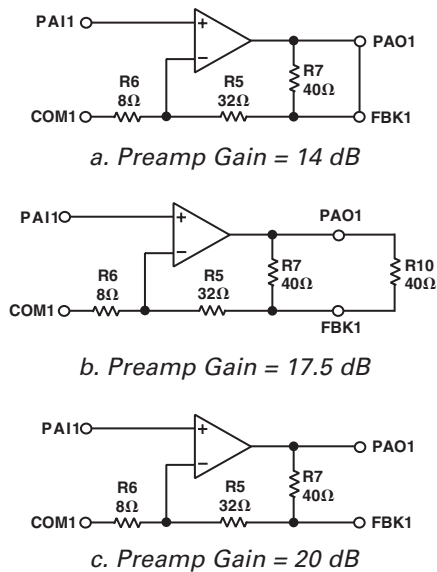 PAI1
+
–
PAO1
R6
8Ω
R5
32Ω
R7
40Ω
COM1
FBK1
a. Preamp Gain = 14 dB
PAI1
+
–
PAO1
R6
8Ω
R5
32Ω
R7
40Ω
R10
40Ω
COM1
FBK1
b. Preamp Gain = 17.5 dB
PAI1
+
–
PAO1
R6
8Ω
R5
32Ω
R7
40Ω
COM1
FBK1
c. Preamp Gain = 20 dB